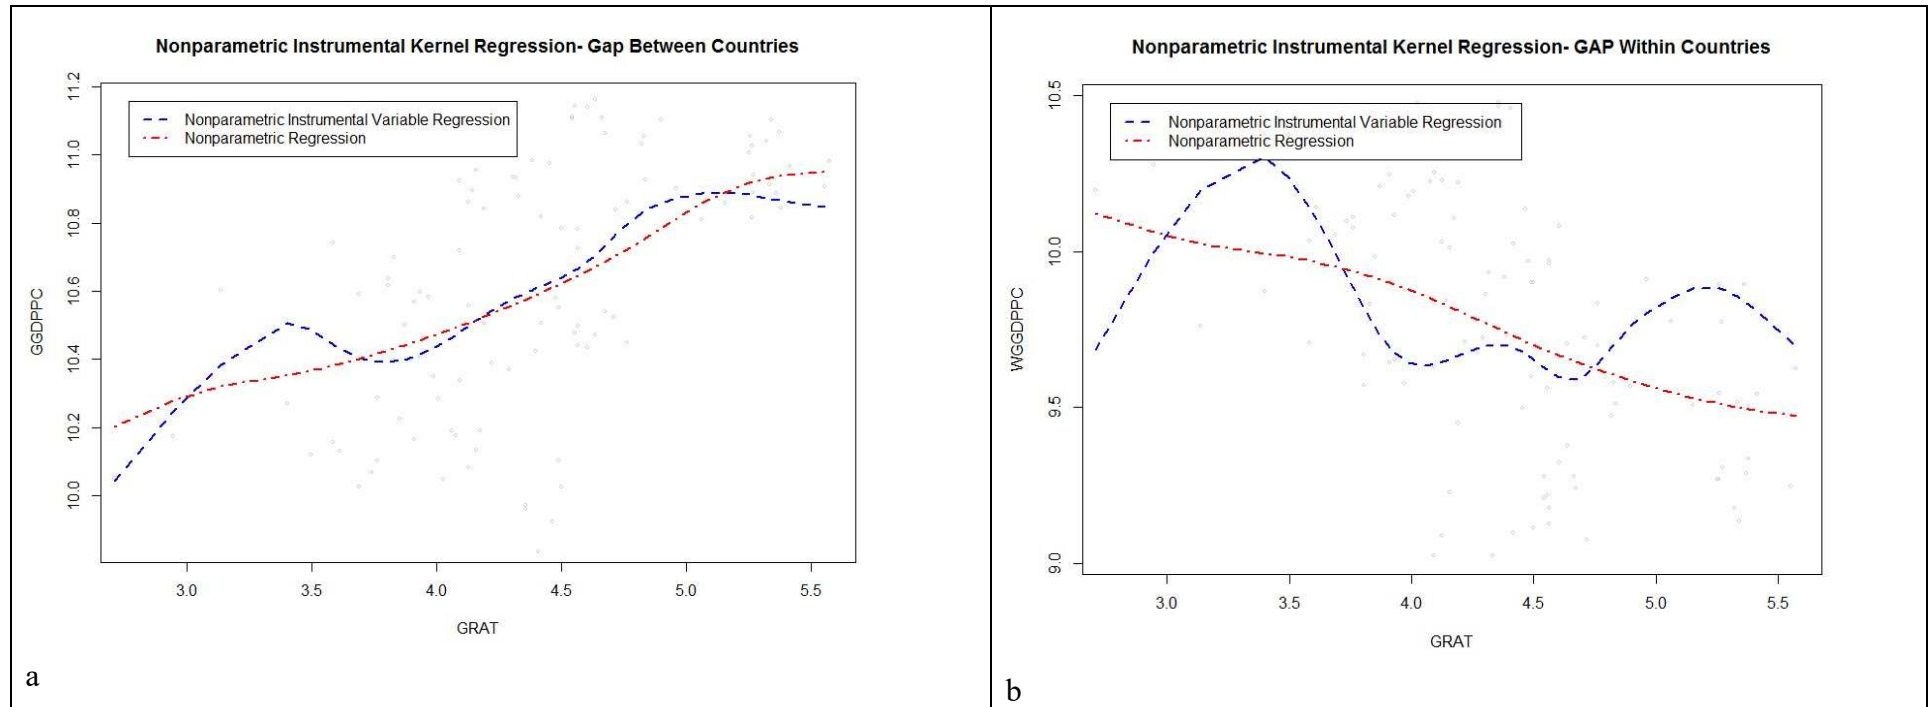 Nonparametric Instrumental Kernel Regression- Gap Between Countries
Nonparametric Instrumental Variable Regression
Nonparametric Regression
GGDPPC
11.2
11.0
10.8
10.6
10.4
10.2
10.0
3.0 3.5 4.0 4.5 5.0 5.5
GRAT
a
Nonparametric Instrumental Kernel Regression- GAP Within Countries
Nonparametric Instrumental Variable Regression
Nonparametric Regression
WGGDPPC
10.5
10.0
9.5
9.0
3.0 3.5 4.0 4.5 5.0 5.5
GRAT
b